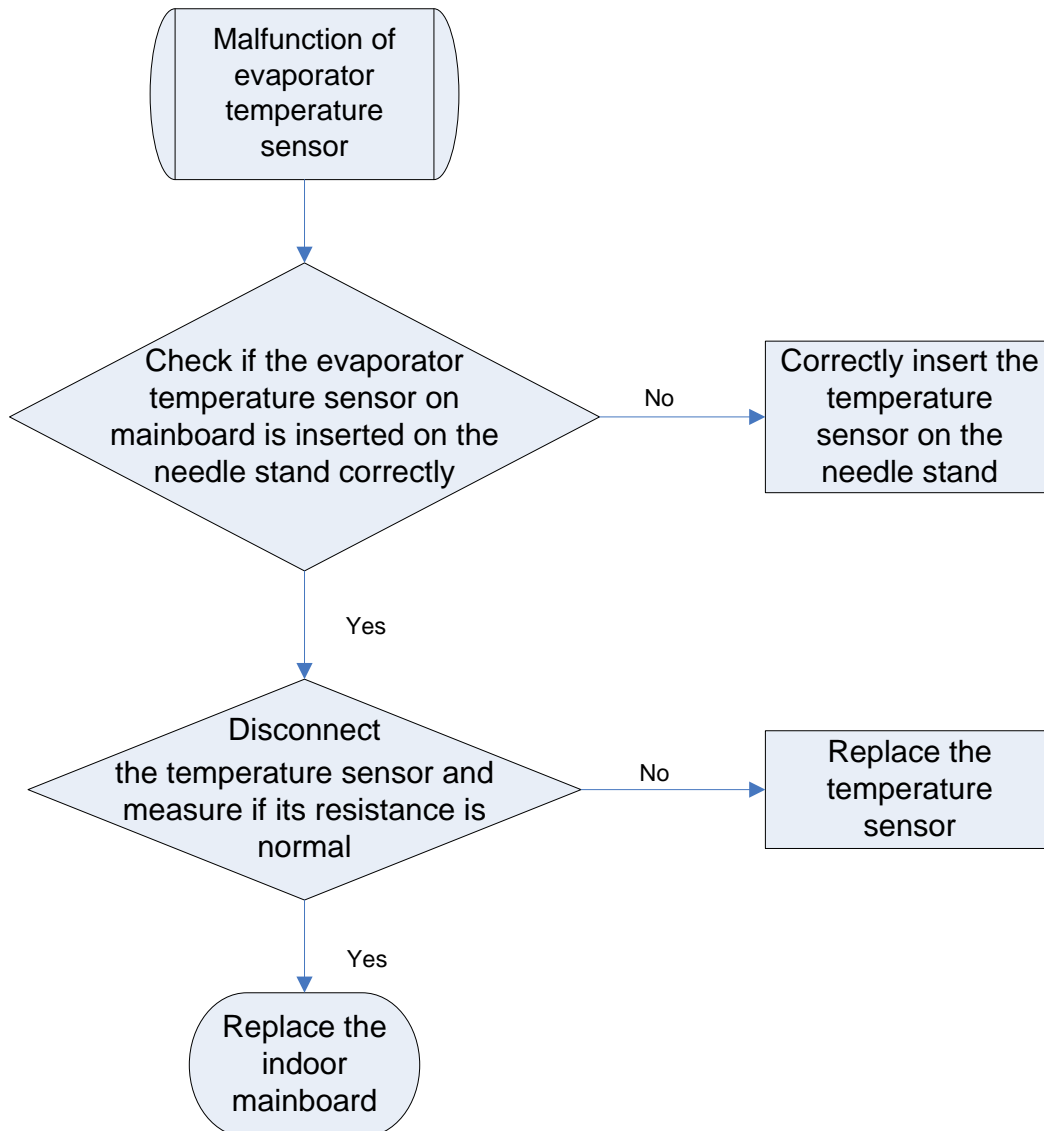 Malfunction of
evaporator
temperature
sensor
Check if the evaporator
temperature sensor on
mainboard is inserted on the
needle stand correctly
No
Correctly insert the
temperature
sensor on the
needle stand
Yes
Disconnect
the temperature sensor and
measure if its resistance is
normal
No
Replace the
temperature
sensor
Yes
Replace the
indoor
mainboard